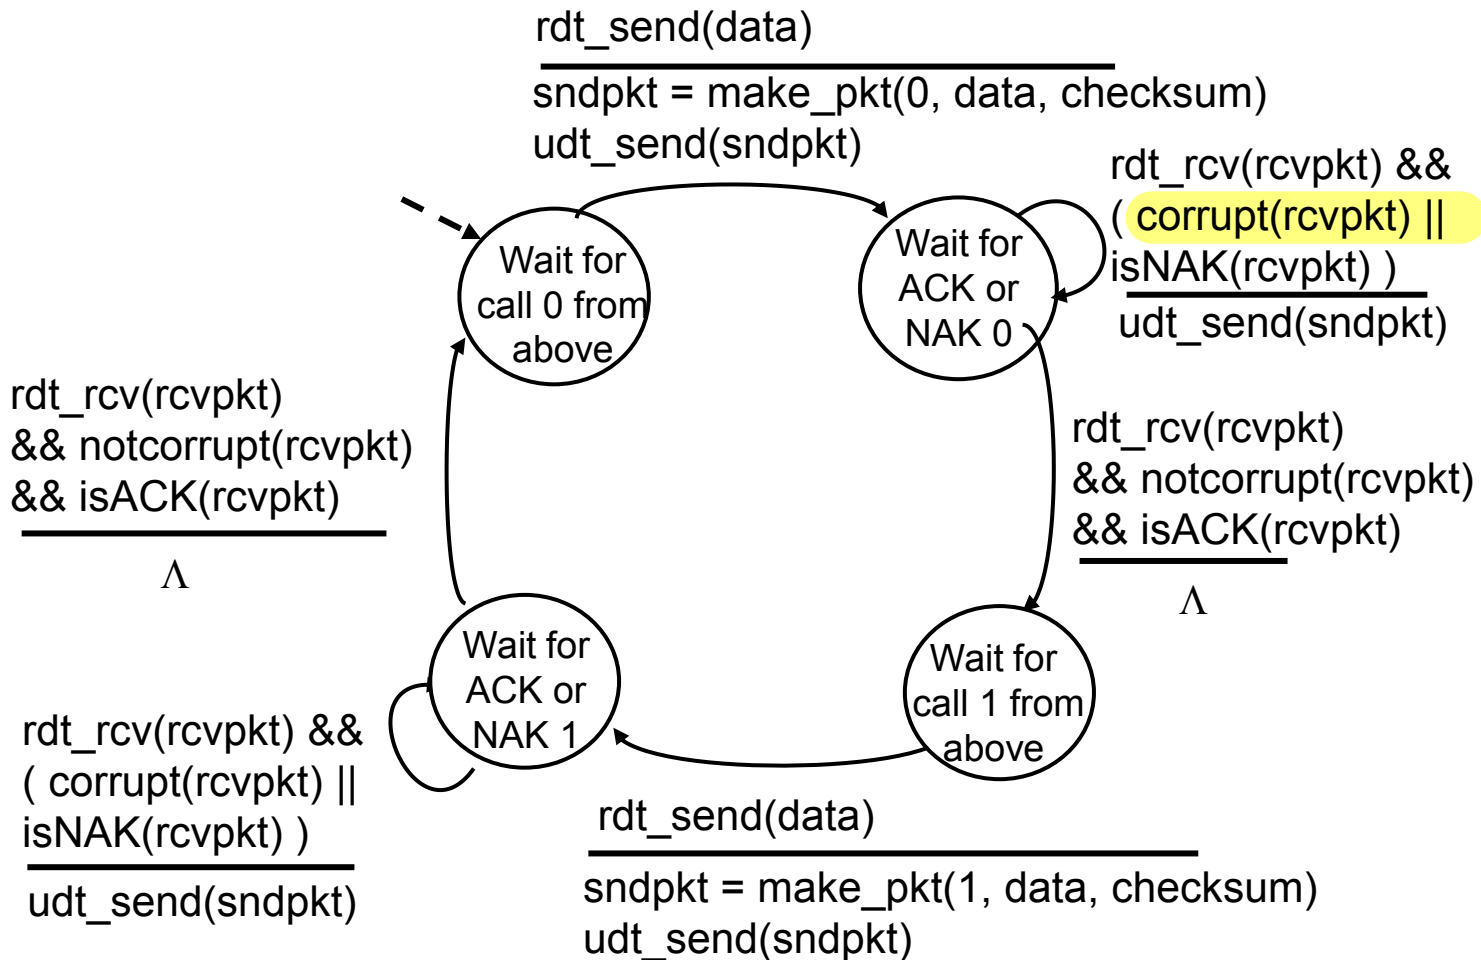 rdt_send(data)
sndpkt = make_pkt(0, data, checksum)
udt_send(sndpkt)
rdt_rcv(rcvpkt) &&
( corrupt(rcvpkt) ||
isNAK(rcvpkt) )
udt_send(sndpkt)
Wait for
call 0 from
above
Wait for
ACK or
NAK 0
rdt_rcv(rcvpkt)
&& notcorrupt(rcvpkt)
&& isACK(rcvpkt)
Λ
rdt_rcv(rcvpkt)
&& notcorrupt(rcvpkt)
&& isACK(rcvpkt)
Λ
Wait for
ACK or
NAK 1
Wait for
call 1 from
above
rdt_rcv(rcvpkt) &&
( corrupt(rcvpkt) ||
isNAK(rcvpkt) )
udt_send(sndpkt)
rdt_send(data)
sndpkt = make_pkt(1, data, checksum)
udt_send(sndpkt)